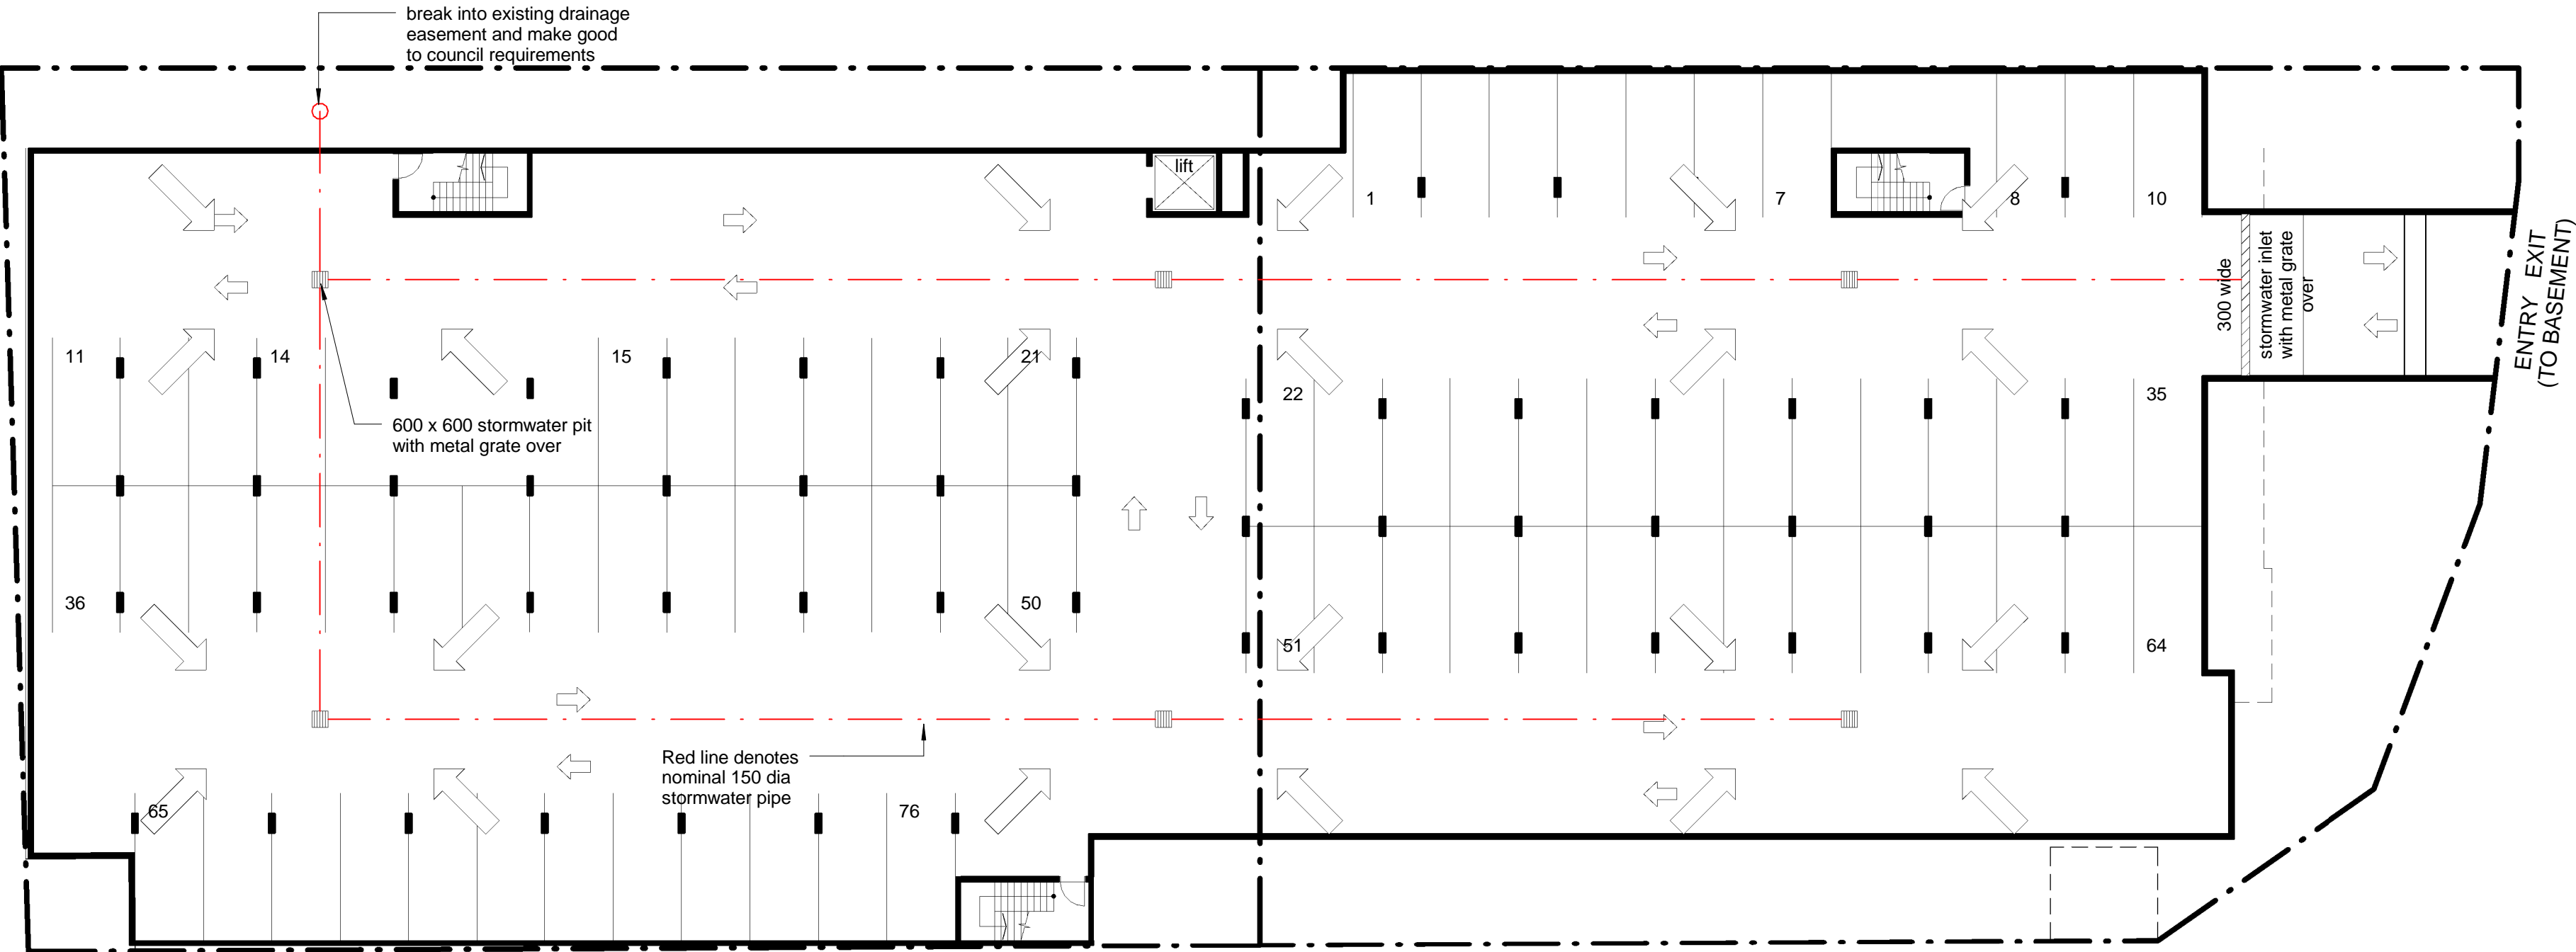 break into existing drainage
easement and make good
to council requirements
lift
1
7
8
10
300 wide
stormwater inlet
with metal grate
over
ENTRY EXIT
(TO BASEMENT)
11
14
15
21
22
35
600 x 600 stormwater pit
with metal grate over
36
50
51
64
Red line denotes
nominal 150 dia
stormwater pipe
65
76